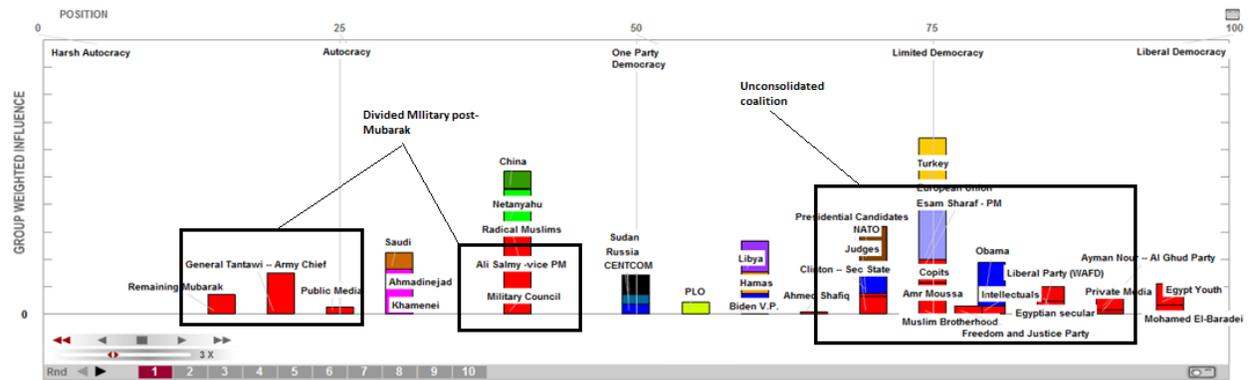 POSITION
0 25 50 75 100
Harsh Autocracy
Autocracy
One Party
Democracy
Limited Democracy
Liberal Democracy
GROUP WEIGHTED INFLUENCE
0
Divided MIlitary post-
Mubarak
Unconsolidated
coalition
General Tantawi -- Army Chief
Remaining Mubarak
Public Media
Saudi
Ahmadinejad
Khamenei
China
Netanyahu
Radical Muslims
Ali Salmy -vice PM
Military Council
Sudan
Russia
CENTCOM
PLO
Libya
Hamas
Biden V.P.
Presidential Candidates
NATO
Judges
Clinton -- Sec State
Ahmed Shafiq
Turkey
European Union
Esam Sharaf - PM
Copits
Amr Moussa
Muslim Brotherhood
Freedom and Justice Party
Obama
Liberal Party (WAFD)
Intellectuals
Egyptian secular
Ayman Nour -- Al Ghud Party
Private Media
Egypt Youth
Mohamed El-Baradei
3 X
Rnd 1 2 3 4 5 6 7 8 9 10